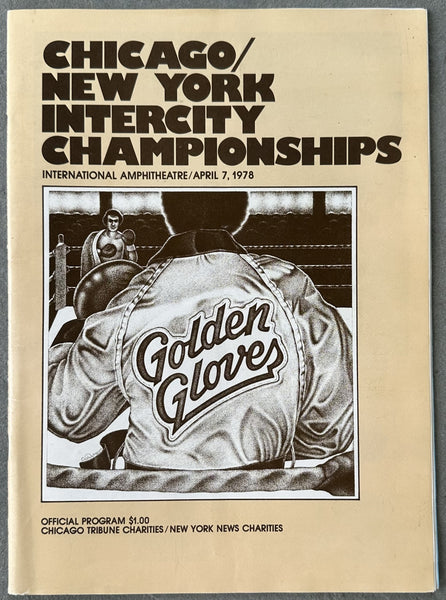 CHICAGO/
NEW YORK
INTERCITY
CHAMPIONSHIPS
INTERNATIONAL AMPHITHEATRE/APRIL 7, 1978
Golden
Gloves
OFFICIAL PROGRAM $1.00
CHICAGO TRIBUNE CHARITIES/NEW YORK NEWS CHARITIES